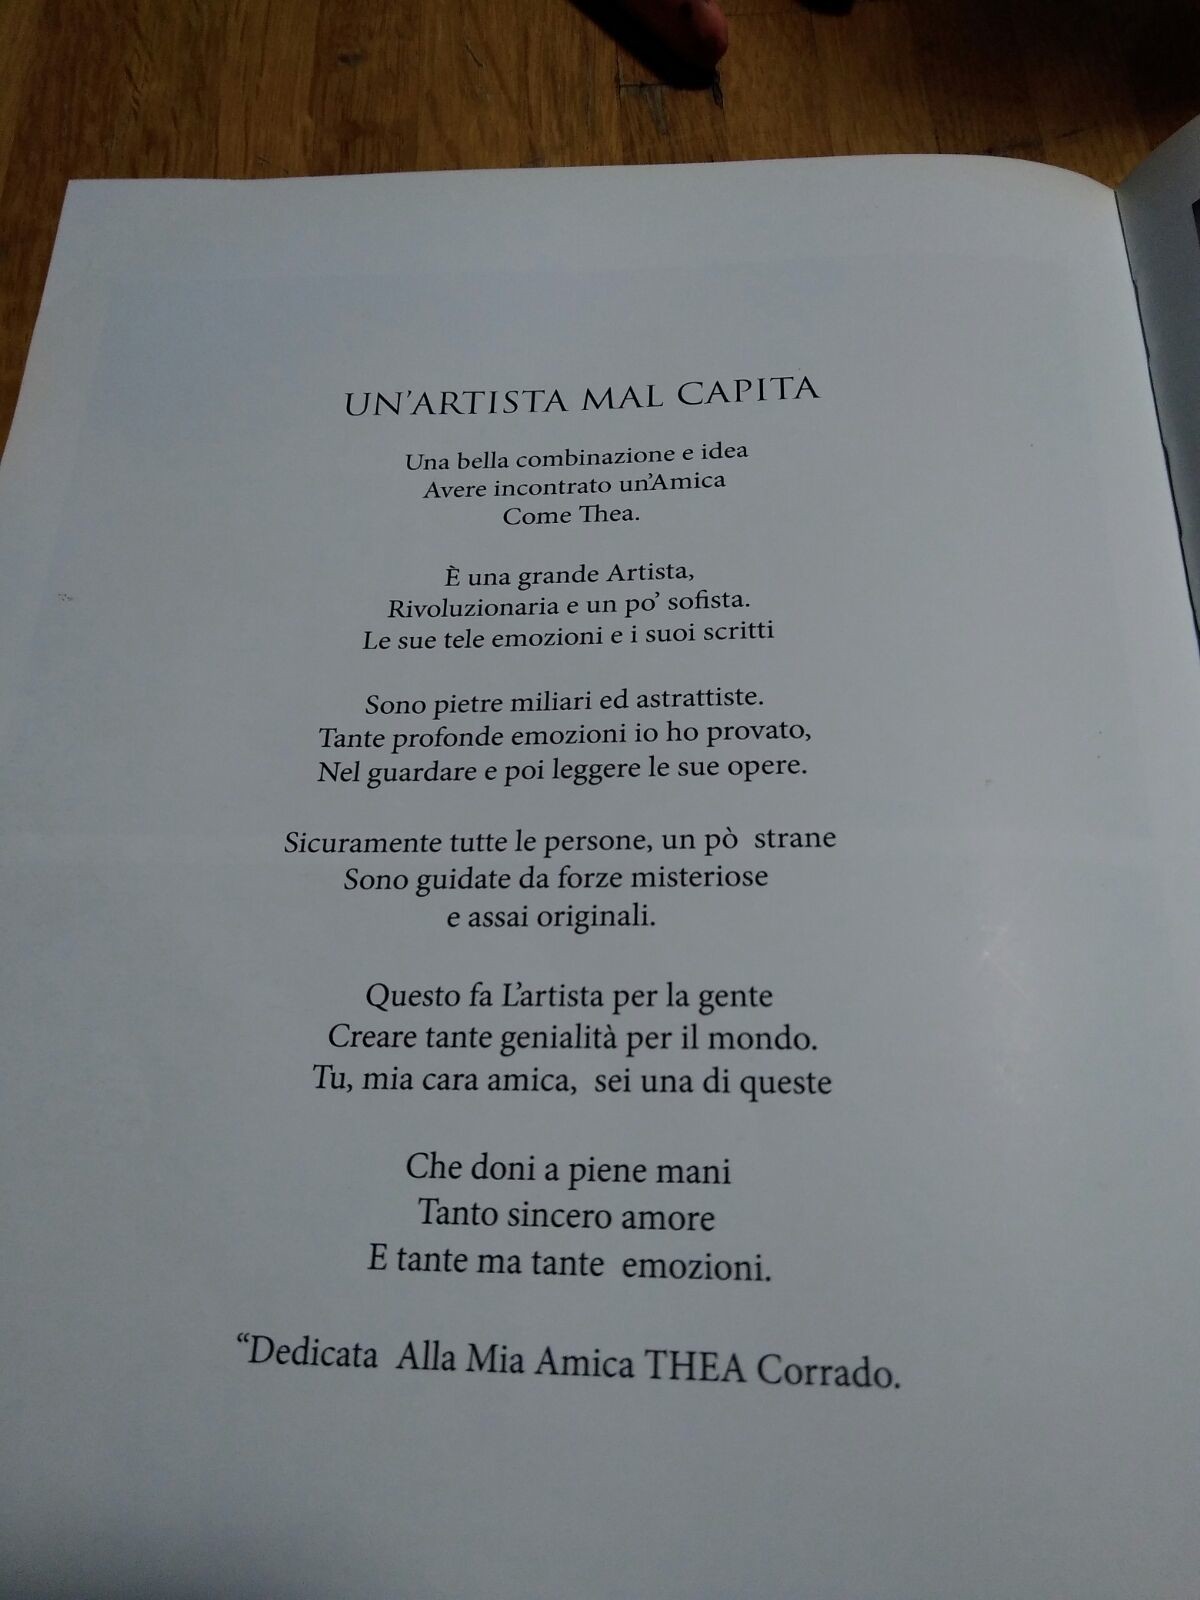 UN'ARTISTA MAL CAPITA
Una bella combinazione e idea
Avere incontrato un'Amica
Come Thea.
È una grande Artista,
Rivoluzionaria e un po' sofista.
Le sue tele emozioni e i suoi scritti
Sono pietre miliari ed astrattiste.
Tante profonde emozioni io ho provato,
Nel guardare e poi leggere le sue opere.
Sicuramente tutte le persone, un pò  strane
Sono guidate da forze misteriose
e assai originali.
Questo fa L'artista per la gente
Creare tante genialità per il mondo.
Tu, mia cara amica,  sei una di queste
Che doni a piene mani
Tanto sincero amore
E tante ma tante  emozioni.
“Dedicata  Alla Mia Amica THEA Corrado.